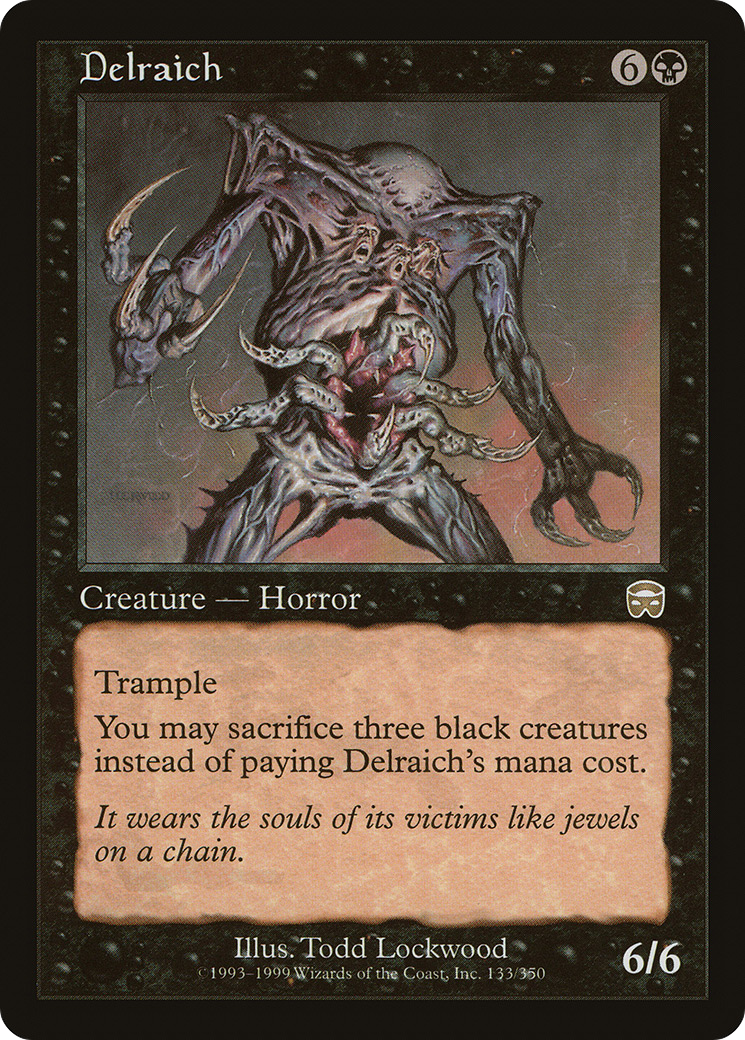 Delraich
6
Creature — Horror
Trample
You may sacrifice three black creatures
instead of paying Delraich's mana cost.
It wears the souls of its victims like jewels
on a chain.
Illus. Todd Lockwood
©1993–1999 Wizards of the Coast, Inc. 133/350
6/6